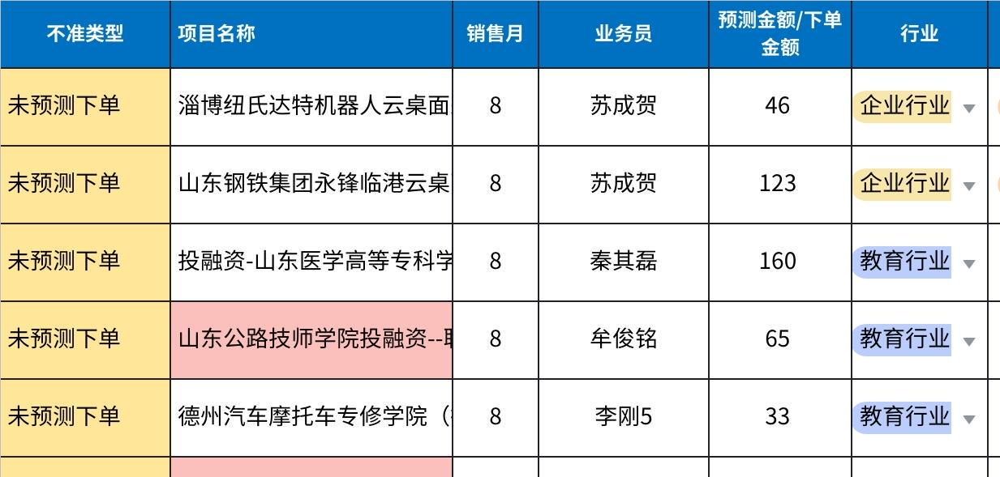 不准类型 项目名称 销售月 业务员 预测金额/下单金额 行业
未预测下单 淄博纽氏达特机器人云桌面 8 苏成贺 46 企业行业
未预测下单 山东钢铁集团永锋临港云桌 8 苏成贺 123 企业行业
未预测下单 投融资-山东医学高等专科学 8 秦其磊 160 教育行业
未预测下单 山东公路技师学院投融资-- 8 牟俊铭 65 教育行业
未预测下单 德州汽车摩托车专修学院（ 8 李刚5 33 教育行业